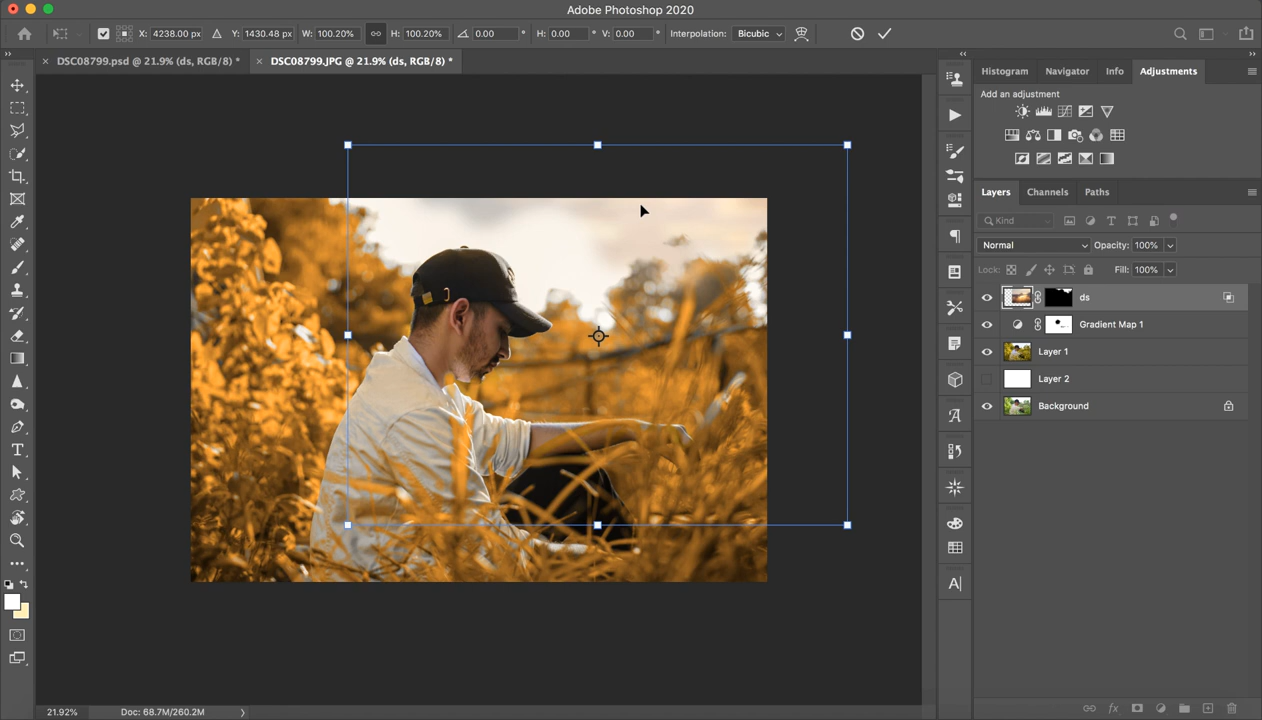 Adobe Photoshop 2020
X: 4238.00 px Y: 1430.48 px W: 100.20% H: 100.20% 0.00 ° H: 0.00 ° V: 0.00 ° Interpolation: Bicubic
DSC08799.psd @ 21.9% (ds, RGB/8) * DSC08799.JPG @ 21.9% (ds, RGB/8) *
Histogram Navigator Info Adjustments
Add an adjustment
Layers Channels Paths
Kind
Normal Opacity: 100%
Lock: Fill: 100%
ds
Gradient Map 1
Layer 1
Layer 2
Background
21.92% Doc: 68.7M/260.2M